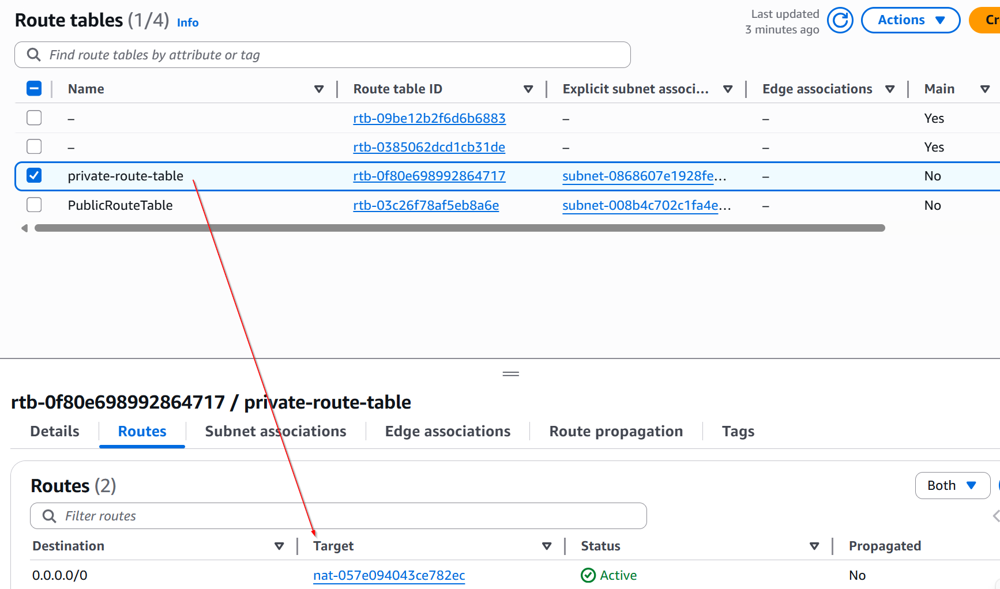 Route tables (1/4) Info
Last updated
3 minutes ago
Actions
Find route tables by attribute or tag
Name Route table ID Explicit subnet associ... Edge associations Main
– rtb-09be12b2f6d6b6883 – – Yes
– rtb-0385062dcd1cb31de – – Yes
private-route-table rtb-0f80e698992864717 subnet-0868607e1928fe... – No
PublicRouteTable rtb-03c26f78af5eb8a6e subnet-008b4c702c1fa4e... – No
rtb-0f80e698992864717 / private-route-table
Details Routes Subnet associations Edge associations Route propagation Tags
Routes (2)
Both
Filter routes
Destination Target Status Propagated
0.0.0.0/0 nat-057e094043ce782ec Active No